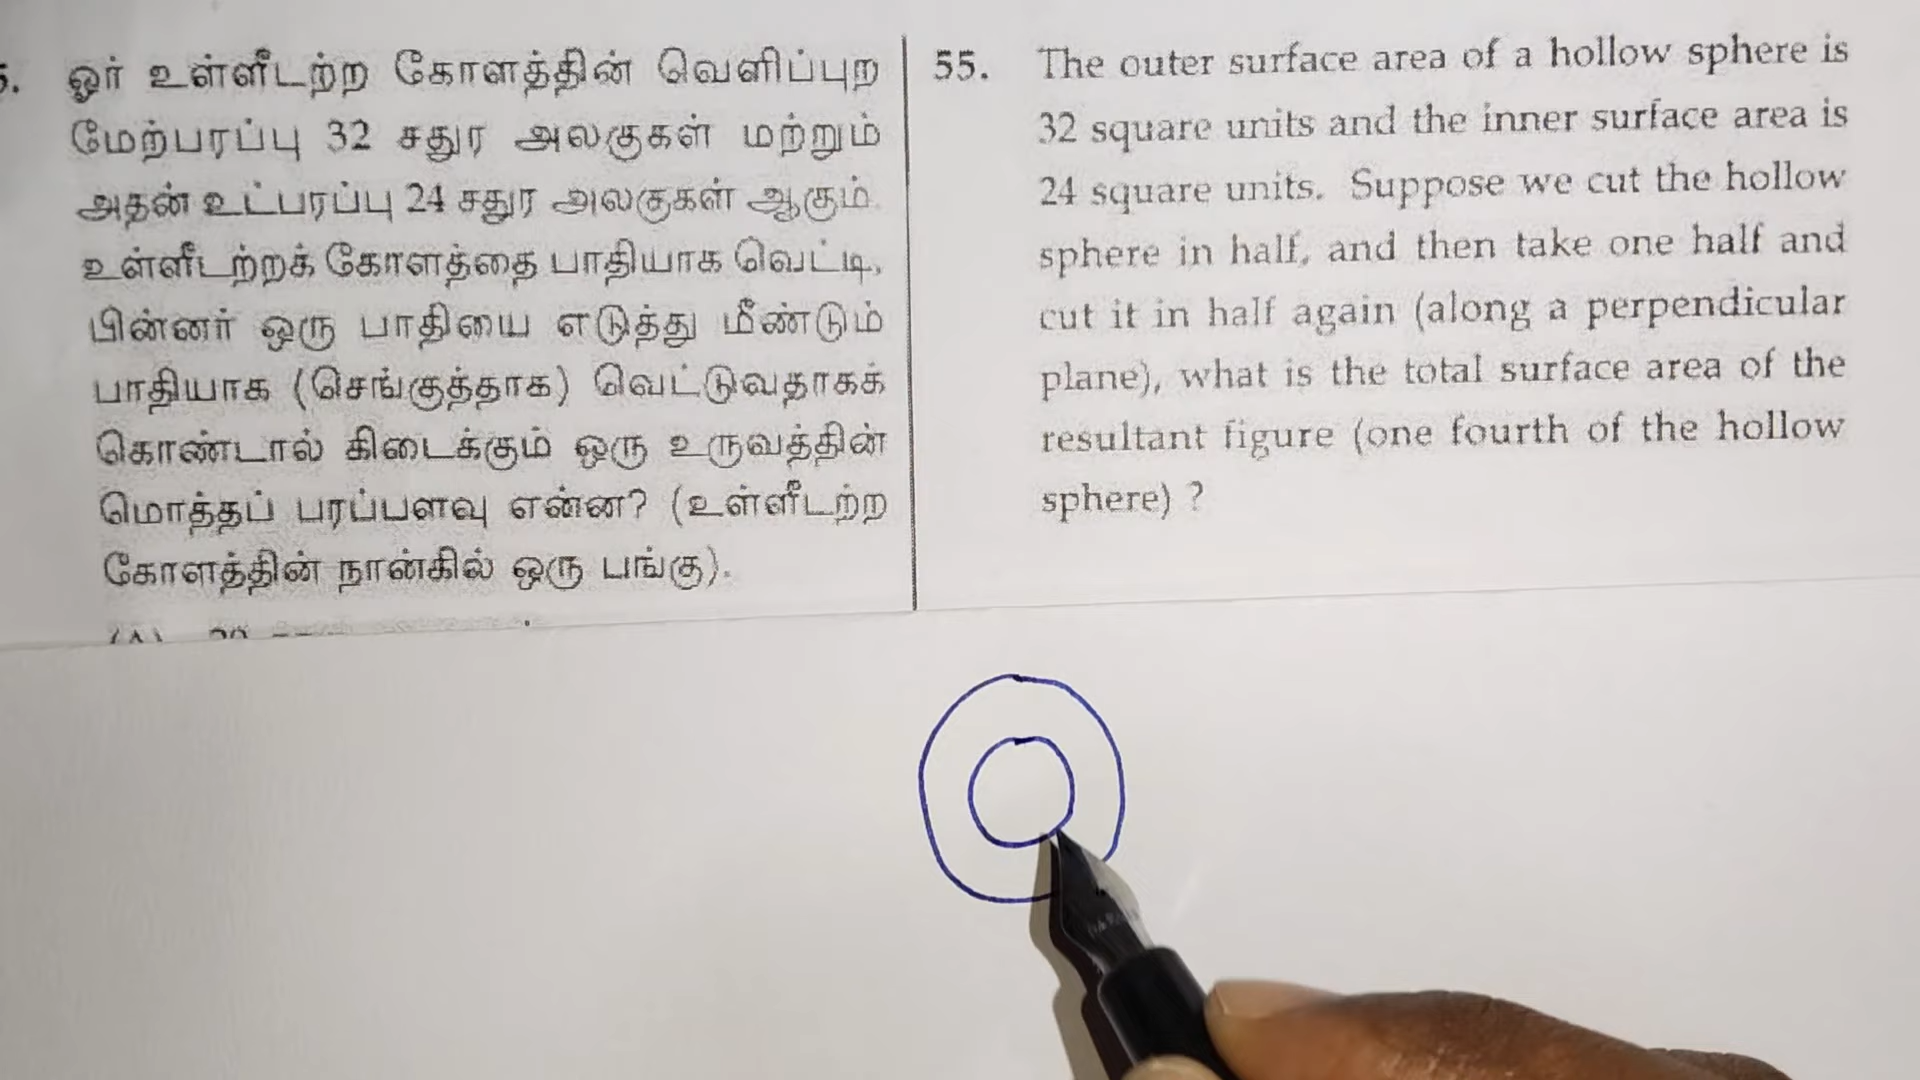 ஓர் உள்ளீடற்ற கோளத்தின் வெளிப்புற
மேற்பரப்பு 32 சதுர அலகுகள் மற்றும்
அதன் உட்பரப்பு 24 சதுர அலகுகள் ஆகும்.
உள்ளீடற்றக் கோளத்தை பாதியாக வெட்டி,
பின்னர் ஒரு பாதியை எடுத்து மீண்டும்
பாதியாக (செங்குத்தாக) வெட்டுவதாகக்
கொண்டால் கிடைக்கும் ஒரு உருவத்தின்
மொத்தப் பரப்பளவு என்ன? (உள்ளீடற்ற
கோளத்தின் நான்கில் ஒரு பங்கு).
55. The outer surface area of a hollow sphere is
32 square units and the inner surface area is
24 square units. Suppose we cut the hollow
sphere in half, and then take one half and
cut it in half again (along a perpendicular
plane), what is the total surface area of the
resultant figure (one fourth of the hollow
sphere) ?